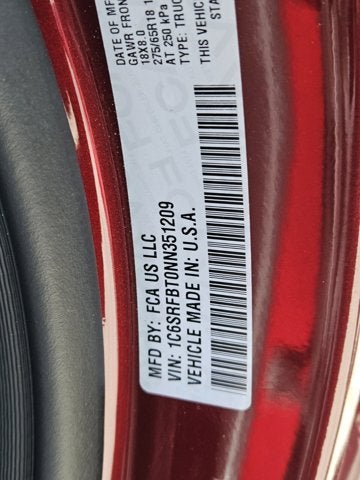 DATE OF MF
GAWR FRONT
18X8.0
275/65R18 1
AT 250 kPa
TYPE: TRUC
THIS VEHIC
STA
MFD BY: FCA US LLC
VIN: 1C6SRFBT0NN351209
VEHICLE MADE IN: U.S.A.